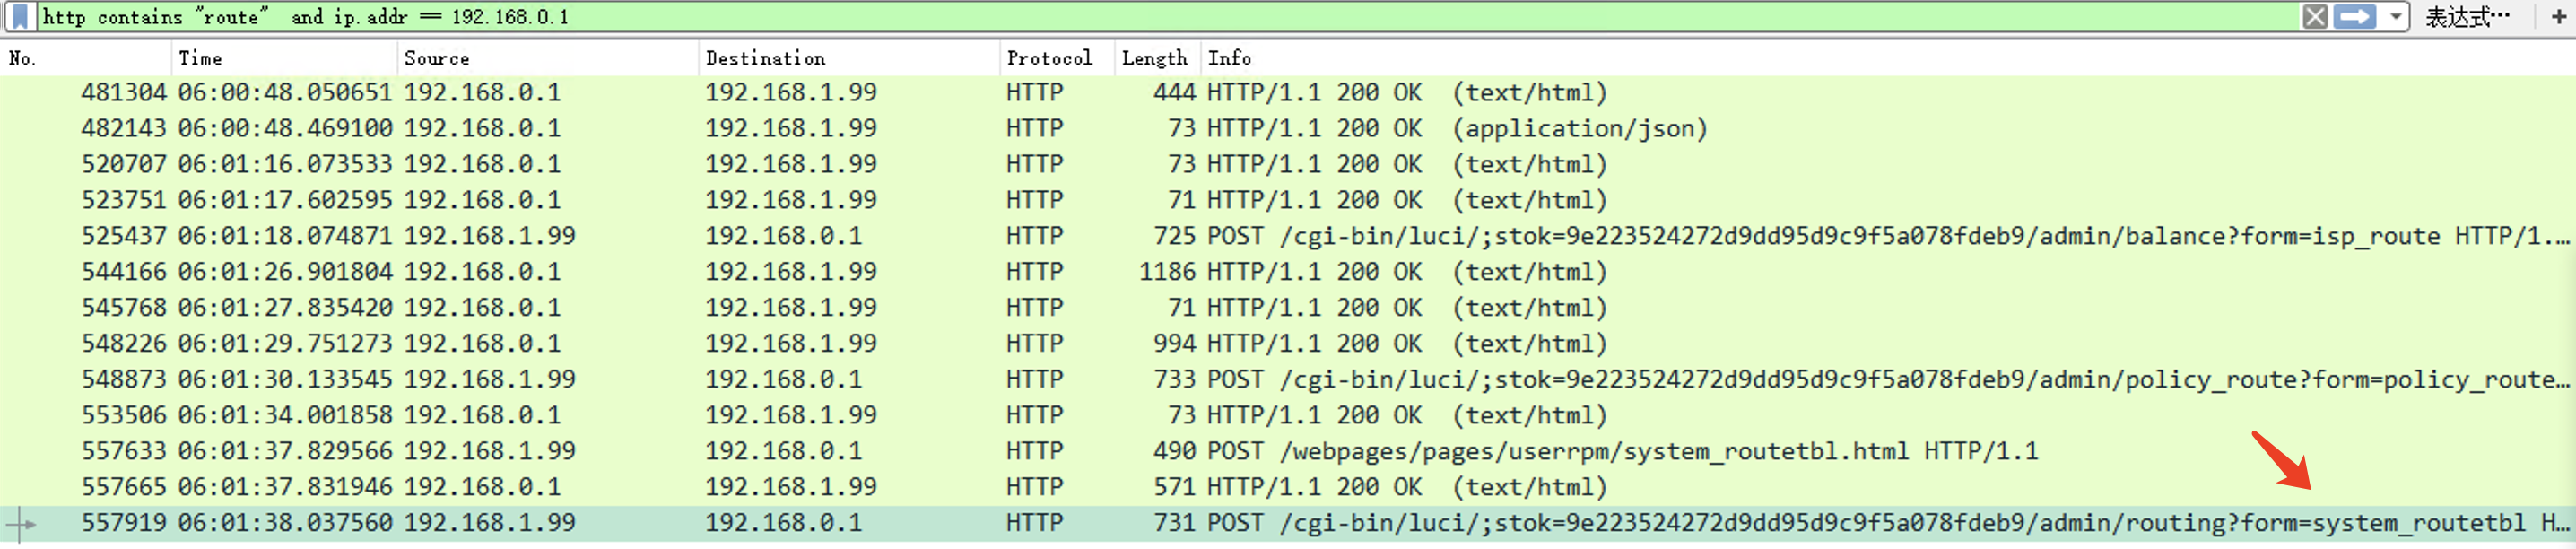 http contains "route"  and ip.addr == 192.168.0.1 表达式…
No. Time Source Destination Protocol Length Info
481304 06:00:48.050651 192.168.0.1 192.168.1.99 HTTP 444 HTTP/1.1 200 OK  (text/html)
482143 06:00:48.469100 192.168.0.1 192.168.1.99 HTTP 73 HTTP/1.1 200 OK  (application/json)
520707 06:01:16.073533 192.168.0.1 192.168.1.99 HTTP 73 HTTP/1.1 200 OK  (text/html)
523751 06:01:17.602595 192.168.0.1 192.168.1.99 HTTP 71 HTTP/1.1 200 OK  (text/html)
525437 06:01:18.074871 192.168.1.99 192.168.0.1 HTTP 725 POST /cgi-bin/luci/;stok=9e223524272d9dd95d9c9f5a078fdeb9/admin/balance?form=isp_route HTTP/1.…
544166 06:01:26.901804 192.168.0.1 192.168.1.99 HTTP 1186 HTTP/1.1 200 OK  (text/html)
545768 06:01:27.835420 192.168.0.1 192.168.1.99 HTTP 71 HTTP/1.1 200 OK  (text/html)
548226 06:01:29.751273 192.168.0.1 192.168.1.99 HTTP 994 HTTP/1.1 200 OK  (text/html)
548873 06:01:30.133545 192.168.1.99 192.168.0.1 HTTP 733 POST /cgi-bin/luci/;stok=9e223524272d9dd95d9c9f5a078fdeb9/admin/policy_route?form=policy_route…
553506 06:01:34.001858 192.168.0.1 192.168.1.99 HTTP 73 HTTP/1.1 200 OK  (text/html)
557633 06:01:37.829566 192.168.1.99 192.168.0.1 HTTP 490 POST /webpages/pages/userrpm/system_routetbl.html HTTP/1.1
557665 06:01:37.831946 192.168.0.1 192.168.1.99 HTTP 571 HTTP/1.1 200 OK  (text/html)
557919 06:01:38.037560 192.168.1.99 192.168.0.1 HTTP 731 POST /cgi-bin/luci/;stok=9e223524272d9dd95d9c9f5a078fdeb9/admin/routing?form=system_routetbl H…